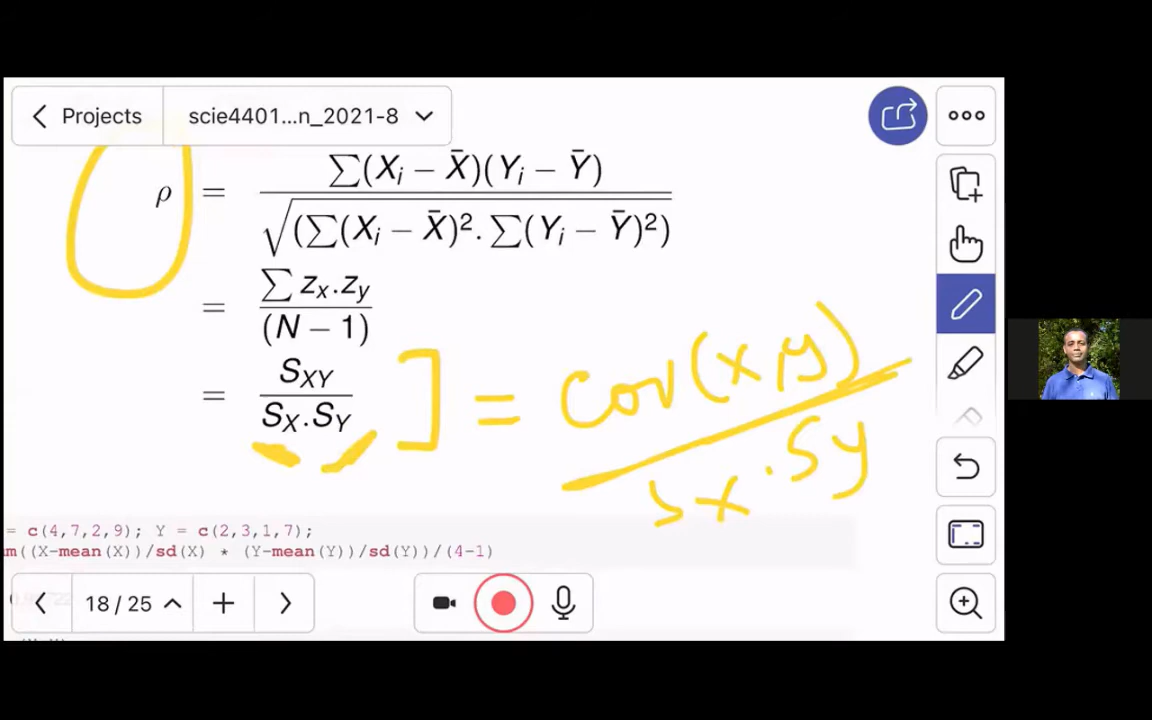 Projects
scie4401...n_2021-8
ρ = ∑(Xᵢ − X̄)(Yᵢ − Ȳ) / √(∑(Xᵢ − X̄)². ∑(Yᵢ − Ȳ)²)
= ∑ z_x.z_y / (N − 1)
= S_XY / S_X.S_Y ] = Cov(x,y) / Sx . Sy
= c(4,7,2,9); Y = c(2,3,1,7);
m((X-mean(X))/sd(X) * (Y-mean(Y))/sd(Y))/(4-1)
18 / 25